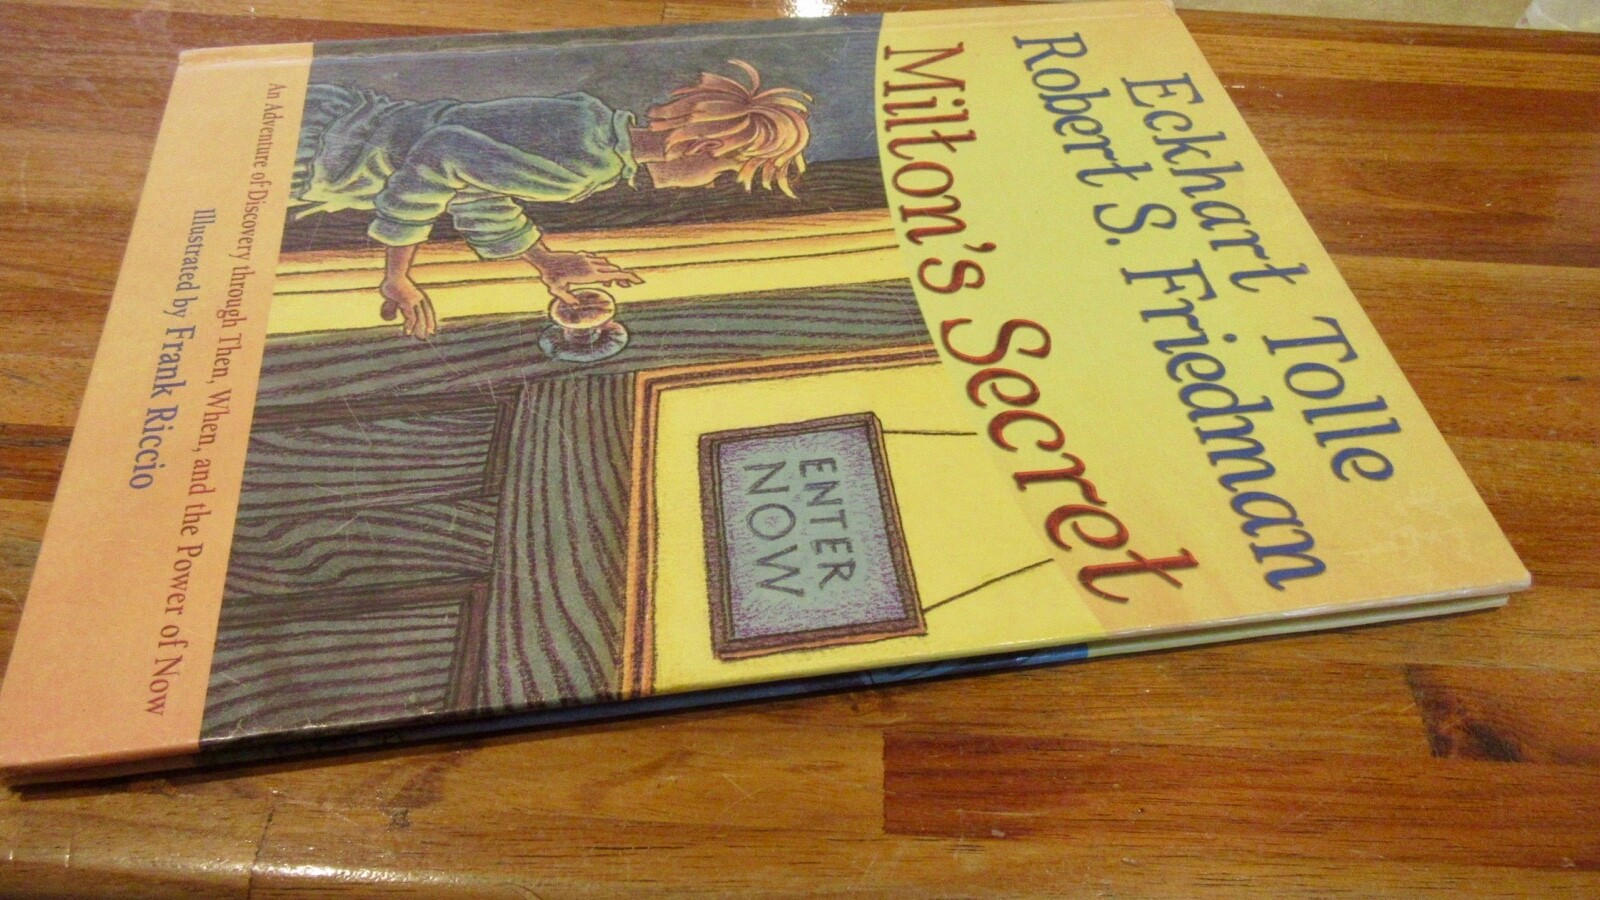 Eckhart Tolle
Robert S. Friedman
Milton's Secret
ENTER
NOW
An Adventure of Discovery through Then, When, and the Power of Now
Illustrated by Frank Riccio